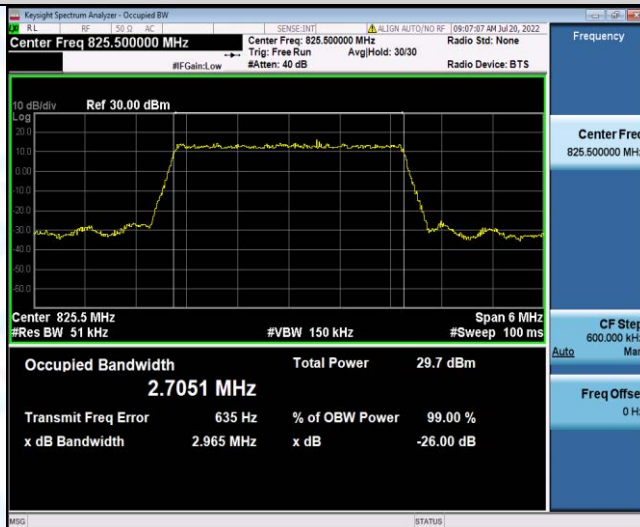 Keysight Spectrum Analyzer - Occupied BW
RL RF 50 Ω AC SENSE:INT ALIGN AUTO/NO RF 09:07:07 AM Jul 20, 2022
Center Freq 825.500000 MHz Center Freq: 825.500000 MHz Radio Std: None Frequency
Trig: Free Run Avg|Hold: 30/30
#IFGain:Low #Atten: 40 dB Radio Device: BTS
10 dB/div Ref 30.00 dBm
Log
20.0
10.0
0.00
-10.0
-20.0
-30.0
-40.0
-50.0
-60.0
Center Freq
825.500000 MHz
Center 825.5 MHz Span 6 MHz
#Res BW 51 kHz #VBW 150 kHz #Sweep 100 ms
CF Step
600.000 kHz
Auto Man
Occupied Bandwidth Total Power 29.7 dBm
2.7051 MHz
Transmit Freq Error 635 Hz % of OBW Power 99.00 %
x dB Bandwidth 2.965 MHz x dB -26.00 dB
Freq Offset
0 Hz
MSG STATUS